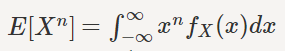 E[X^n] = ∫_{-∞}^{∞} x^n f_X(x)dx